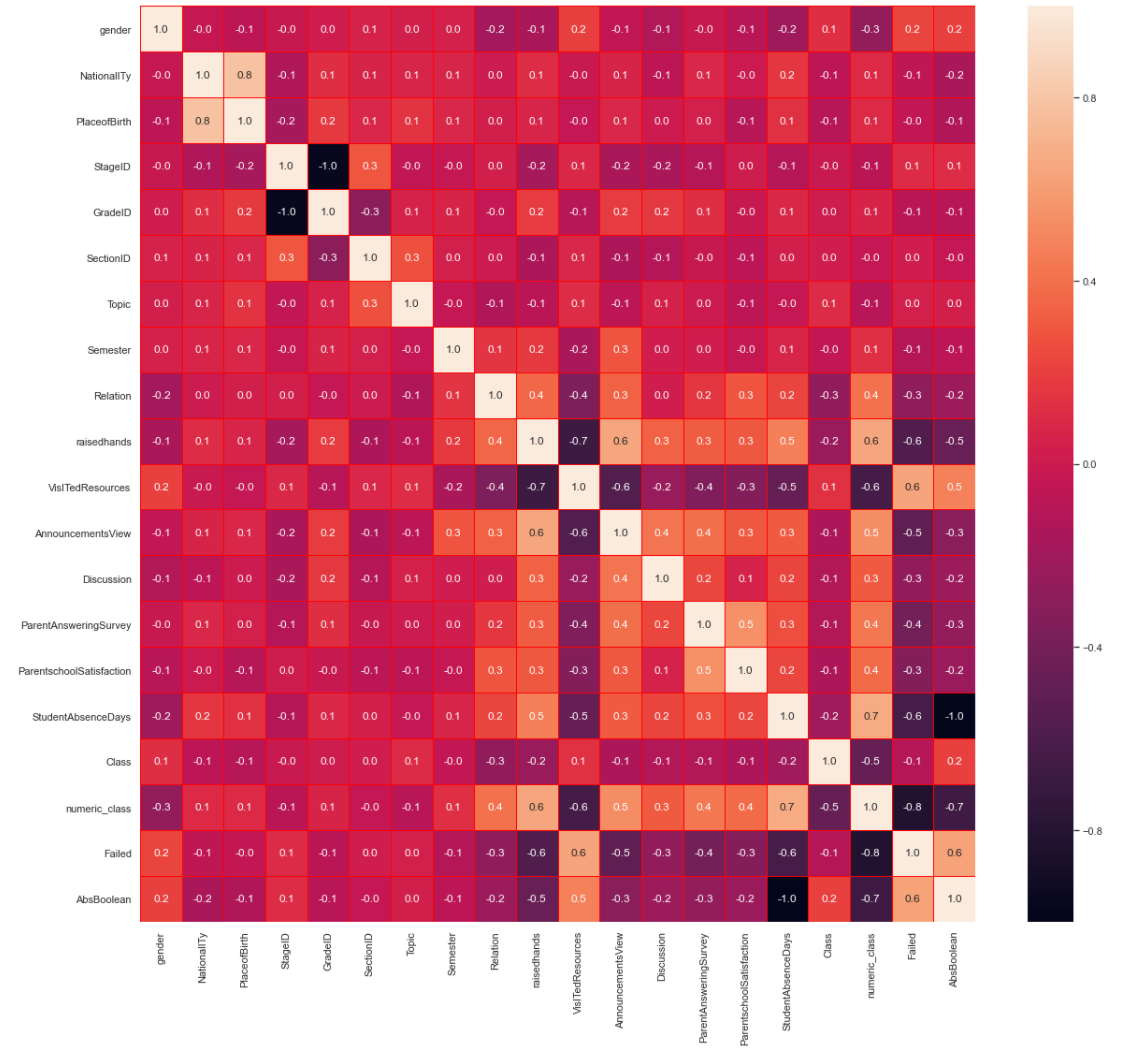 gender 1.0 -0.0 -0.1 -0.0 0.0 0.1 0.0 0.0 -0.2 -0.1 0.2 -0.1 -0.1 -0.0 -0.1 -0.2 0.1 -0.3 0.2 0.2
NationalITy -0.0 1.0 0.8 -0.1 0.1 0.1 0.1 0.1 0.0 0.1 -0.0 0.1 -0.1 0.1 -0.0 0.2 -0.1 0.1 -0.1 -0.2
PlaceofBirth -0.1 0.8 1.0 -0.2 0.2 0.1 0.1 0.1 0.0 0.1 -0.0 0.1 0.0 0.0 -0.1 0.1 -0.1 0.1 -0.0 -0.1
StageID -0.0 -0.1 -0.2 1.0 -1.0 0.3 -0.0 -0.0 0.0 -0.2 0.1 -0.2 -0.2 -0.1 0.0 -0.1 -0.0 -0.1 0.1 0.1
GradeID 0.0 0.1 0.2 -1.0 1.0 -0.3 0.1 0.1 -0.0 0.2 -0.1 0.2 0.2 0.1 -0.0 0.1 0.0 0.1 -0.1 -0.1
SectionID 0.1 0.1 0.1 0.3 -0.3 1.0 0.3 0.0 0.0 -0.1 0.1 -0.1 -0.1 -0.0 -0.1 0.0 0.0 -0.0 0.0 -0.0
Topic 0.0 0.1 0.1 -0.0 0.1 0.3 1.0 -0.0 -0.1 -0.1 0.1 -0.1 0.1 0.0 -0.1 -0.0 0.1 -0.1 0.0 0.0
Semester 0.0 0.1 0.1 -0.0 0.1 0.0 -0.0 1.0 0.1 0.2 -0.2 0.3 0.0 0.0 -0.0 0.1 -0.0 0.1 -0.1 -0.1
Relation -0.2 0.0 0.0 0.0 -0.0 0.0 -0.1 0.1 1.0 0.4 -0.4 0.3 0.0 0.2 0.3 0.2 -0.3 0.4 -0.3 -0.2
raisedhands -0.1 0.1 0.1 -0.2 0.2 -0.1 -0.1 0.2 0.4 1.0 -0.7 0.6 0.3 0.3 0.3 0.5 -0.2 0.6 -0.6 -0.5
VisITedResources 0.2 -0.0 -0.0 0.1 -0.1 0.1 0.1 -0.2 -0.4 -0.7 1.0 -0.6 -0.2 -0.4 -0.3 -0.5 0.1 -0.6 0.6 0.5
AnnouncementsView -0.1 0.1 0.1 -0.2 0.2 -0.1 -0.1 0.3 0.3 0.6 -0.6 1.0 0.4 0.4 0.3 0.3 -0.1 0.5 -0.5 -0.3
Discussion -0.1 -0.1 0.0 -0.2 0.2 -0.1 0.1 0.0 0.0 0.3 -0.2 0.4 1.0 0.2 0.1 0.2 -0.1 0.3 -0.3 -0.2
ParentAnsweringSurvey -0.0 0.1 0.0 -0.1 0.1 -0.0 0.0 0.0 0.2 0.3 -0.4 0.4 0.2 1.0 0.5 0.3 -0.1 0.4 -0.4 -0.3
ParentschoolSatisfaction -0.1 -0.0 -0.1 0.0 -0.0 -0.1 -0.1 -0.0 0.3 0.3 -0.3 0.3 0.1 0.5 1.0 0.2 -0.1 0.4 -0.3 -0.2
StudentAbsenceDays -0.2 0.2 0.1 -0.1 0.1 0.0 -0.0 0.1 0.2 0.5 -0.5 0.3 0.2 0.3 0.2 1.0 -0.2 0.7 -0.6 -1.0
Class 0.1 -0.1 -0.1 -0.0 0.0 0.0 0.1 -0.0 -0.3 -0.2 0.1 -0.1 -0.1 -0.1 -0.1 -0.2 1.0 -0.5 -0.1 0.2
numeric_class -0.3 0.1 0.1 -0.1 0.1 -0.0 -0.1 0.1 0.4 0.6 -0.6 0.5 0.3 0.4 0.4 0.7 -0.5 1.0 -0.8 -0.7
Failed 0.2 -0.1 -0.0 0.1 -0.1 0.0 0.0 -0.1 -0.3 -0.6 0.6 -0.5 -0.3 -0.4 -0.3 -0.6 -0.1 -0.8 1.0 0.6
AbsBoolean 0.2 -0.2 -0.1 0.1 -0.1 -0.0 0.0 -0.1 -0.2 -0.5 0.5 -0.3 -0.2 -0.3 -0.2 -1.0 0.2 -0.7 0.6 1.0
gender
NationalITy
PlaceofBirth
StageID
GradeID
SectionID
Topic
Semester
Relation
raisedhands
VisITedResources
AnnouncementsView
Discussion
ParentAnsweringSurvey
ParentschoolSatisfaction
StudentAbsenceDays
Class
numeric_class
Failed
AbsBoolean
0.8
0.4
0.0
−0.4
−0.8